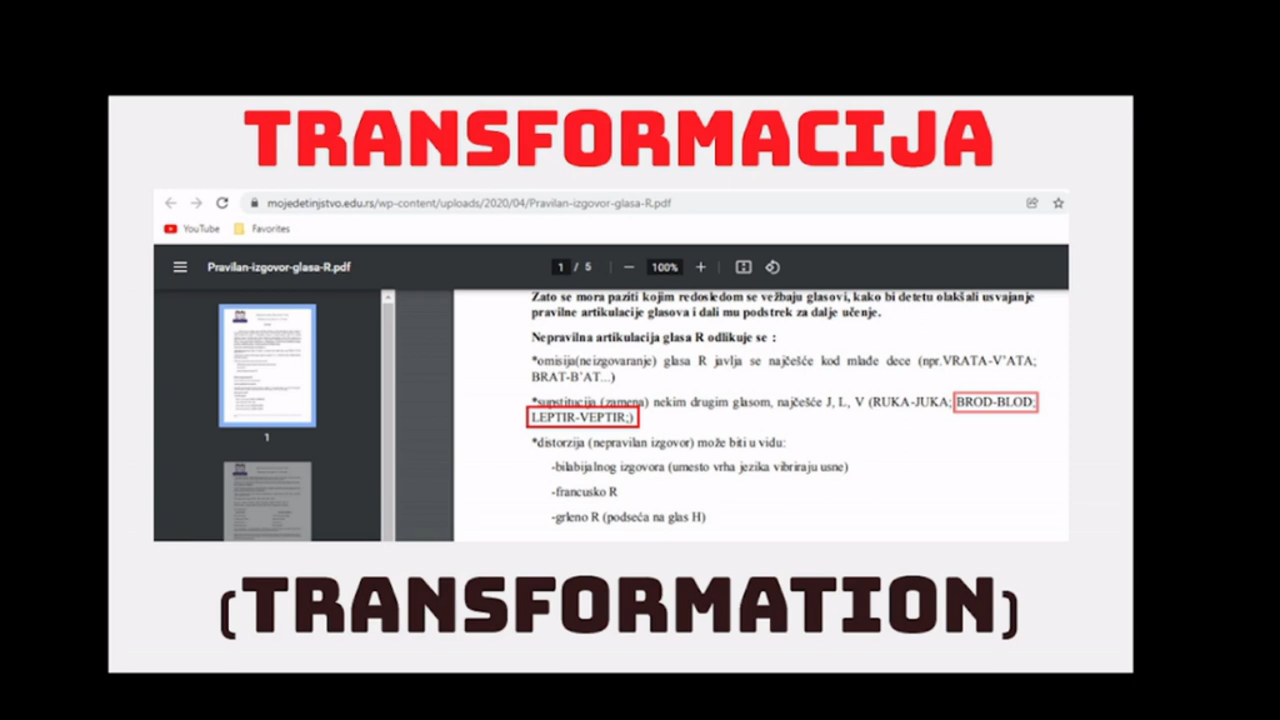 TRANSFORMACIJA
mojedetinjstvo.edu.rs/wp-content/uploads/2020/04/Pravilan-izgovor-glasa-R.pdf
YouTube Favorites
Pravilan-izgovor-glasa-R.pdf 1 / 5 100%
Zato se mora paziti kojim redosledom se vežbaju glasovi, kako bi detetu olakšali usvajanje
pravilne artikulacije glasova i dali mu podstrek za dalje učenje.
Nepravilna artikulacija glasa R odlikuje se :
*omisija(neizgovaranje) glasa R javlja se najčešće kod mlađe dece (npr.VRATA-V'ATA;
BRAT-B'AT...)
*supstitucija (zamena) nekim drugim glasom, najčešće J, L, V (RUKA-JUKA; BROD-BLOD;
LEPTIR-VEPTIR;)
*distorzija (nepravilan izgovor) može biti u vidu:
-bilabijalnog izgovora (umesto vrha jezika vibriraju usne)
-francusko R
-grleno R (podseća na glas H)
1
(TRANSFORMATION)